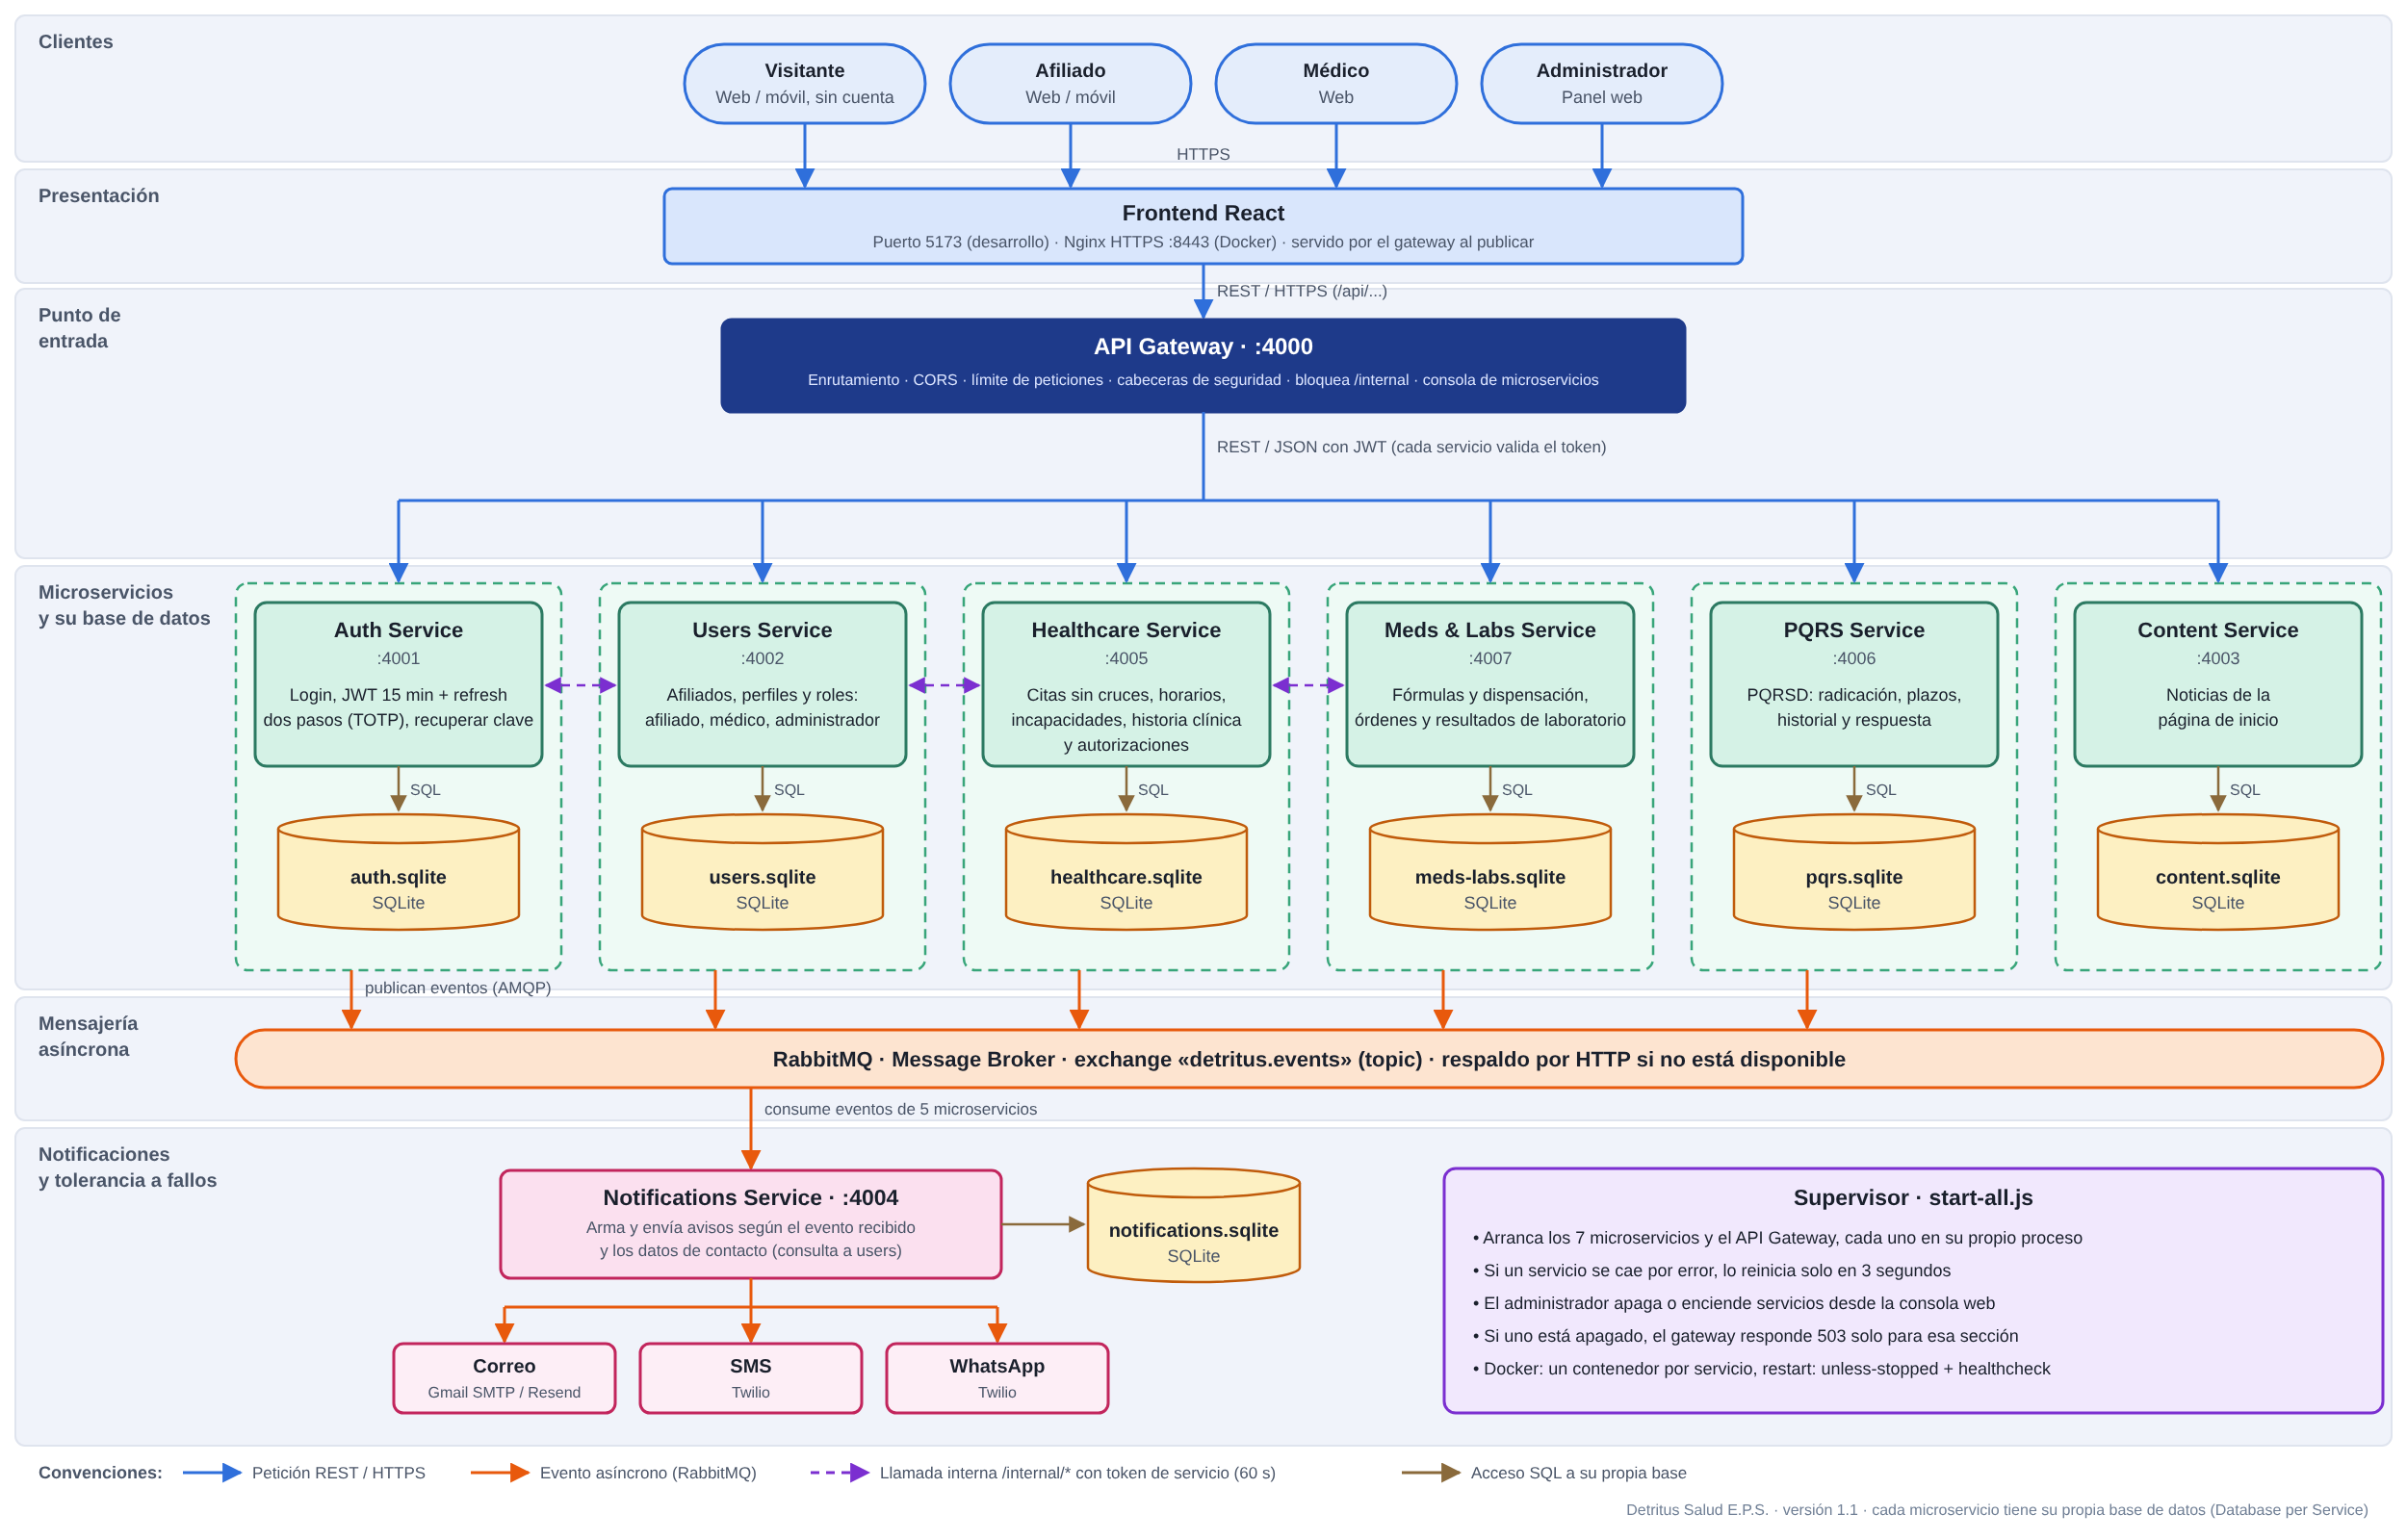 Clientes
Visitante
Web / móvil, sin cuenta
Afiliado
Web / móvil
Médico
Web
Administrador
Panel web
HTTPS
Presentación
Frontend React
Puerto 5173 (desarrollo) · Nginx HTTPS :8443 (Docker) · servido por el gateway al publicar
REST / HTTPS (/api/...)
Punto de
entrada
API Gateway · :4000
Enrutamiento · CORS · límite de peticiones · cabeceras de seguridad · bloquea /internal · consola de microservicios
REST / JSON con JWT (cada servicio valida el token)
Microservicios
y su base de datos
Auth Service
:4001
Login, JWT 15 min + refresh
dos pasos (TOTP), recuperar clave
SQL
auth.sqlite
SQLite
Users Service
:4002
Afiliados, perfiles y roles:
afiliado, médico, administrador
SQL
users.sqlite
SQLite
Healthcare Service
:4005
Citas sin cruces, horarios,
incapacidades, historia clínica
y autorizaciones
SQL
healthcare.sqlite
SQLite
Meds & Labs Service
:4007
Fórmulas y dispensación,
órdenes y resultados de laboratorio
SQL
meds-labs.sqlite
SQLite
PQRS Service
:4006
PQRSD: radicación, plazos,
historial y respuesta
SQL
pqrs.sqlite
SQLite
Content Service
:4003
Noticias de la
página de inicio
SQL
content.sqlite
SQLite
publican eventos (AMQP)
Mensajería
asíncrona
RabbitMQ · Message Broker · exchange «detritus.events» (topic) · respaldo por HTTP si no está disponible
consume eventos de 5 microservicios
Notificaciones
y tolerancia a fallos
Notifications Service · :4004
Arma y envía avisos según el evento recibido
y los datos de contacto (consulta a users)
notifications.sqlite
SQLite
Correo
Gmail SMTP / Resend
SMS
Twilio
WhatsApp
Twilio
Supervisor · start-all.js
• Arranca los 7 microservicios y el API Gateway, cada uno en su propio proceso
• Si un servicio se cae por error, lo reinicia solo en 3 segundos
• El administrador apaga o enciende servicios desde la consola web
• Si uno está apagado, el gateway responde 503 solo para esa sección
• Docker: un contenedor por servicio, restart: unless-stopped + healthcheck
Convenciones:
Petición REST / HTTPS
Evento asíncrono (RabbitMQ)
Llamada interna /internal/* con token de servicio (60 s)
Acceso SQL a su propia base
Detritus Salud E.P.S. · versión 1.1 · cada microservicio tiene su propia base de datos (Database per Service)